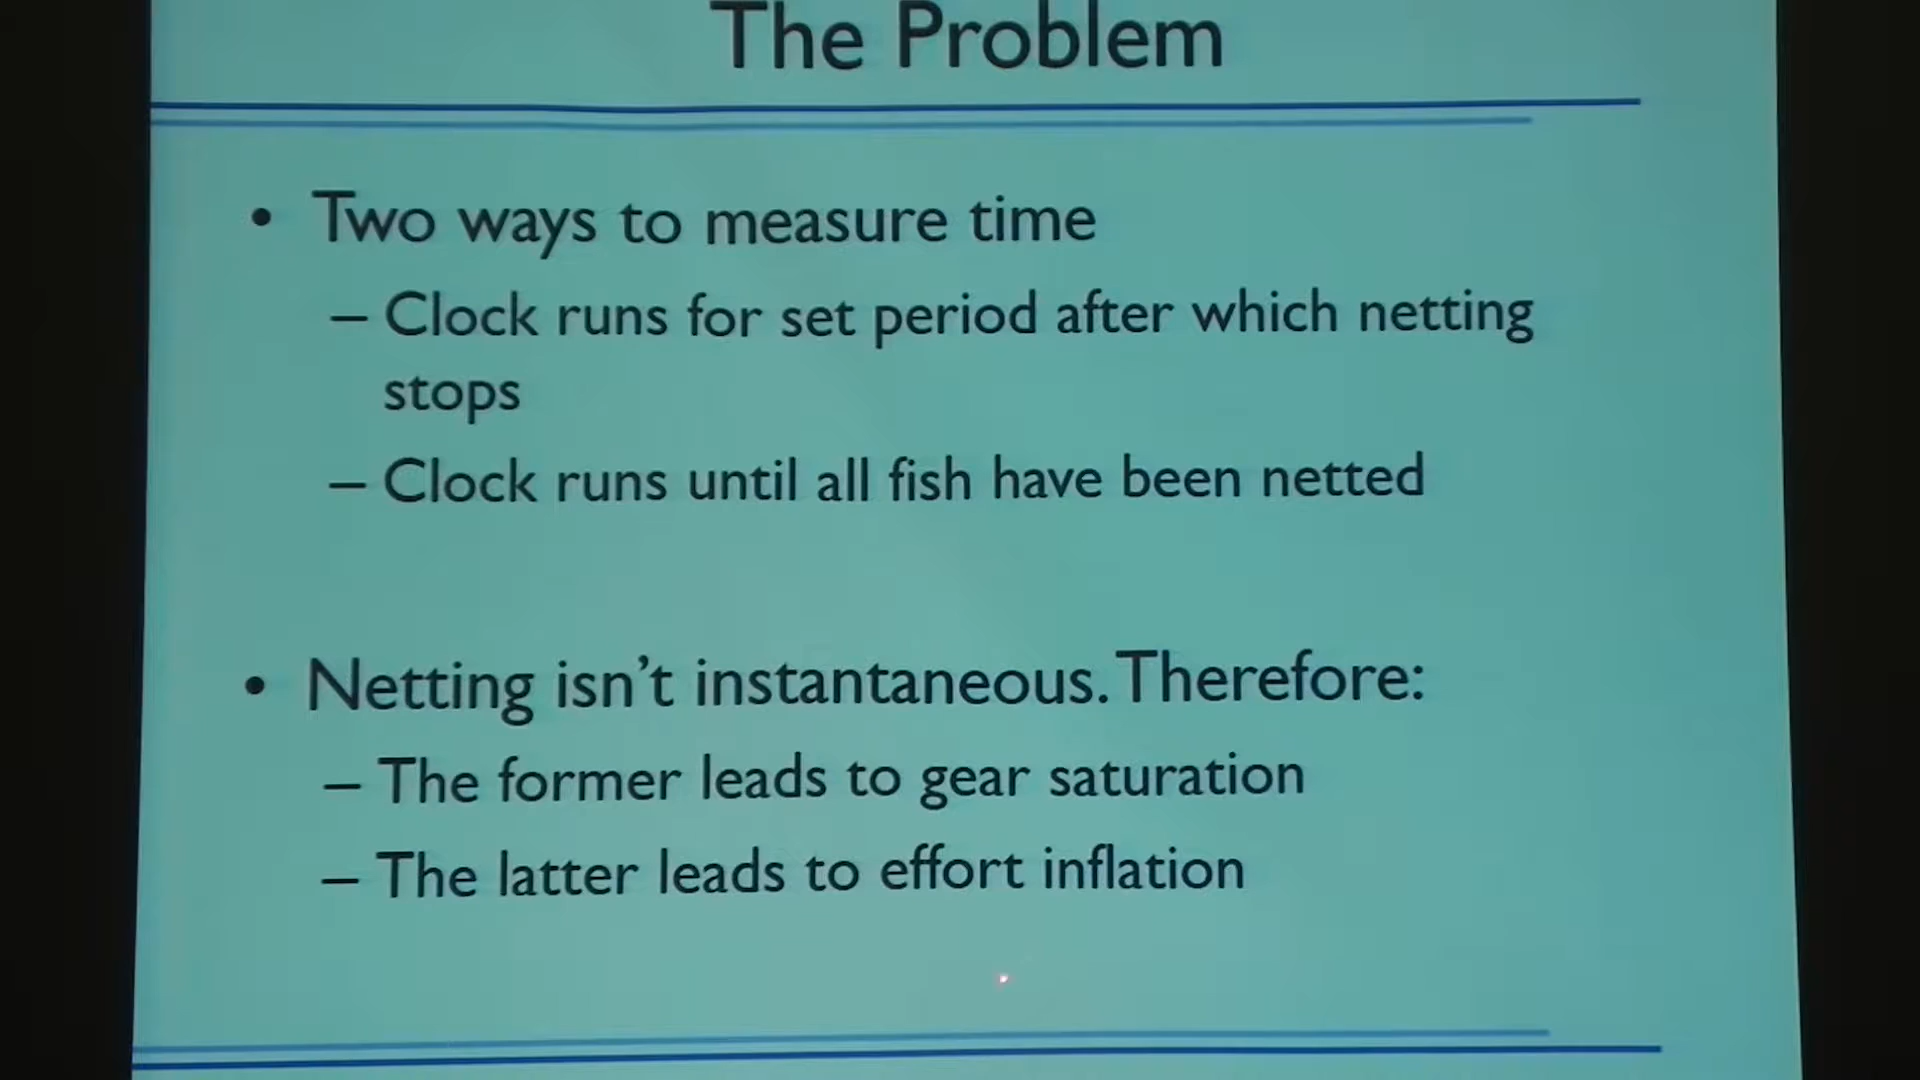 The Problem
• Two ways to measure time
– Clock runs for set period after which netting
stops
– Clock runs until all fish have been netted
• Netting isn’t instantaneous. Therefore:
– The former leads to gear saturation
– The latter leads to effort inflation